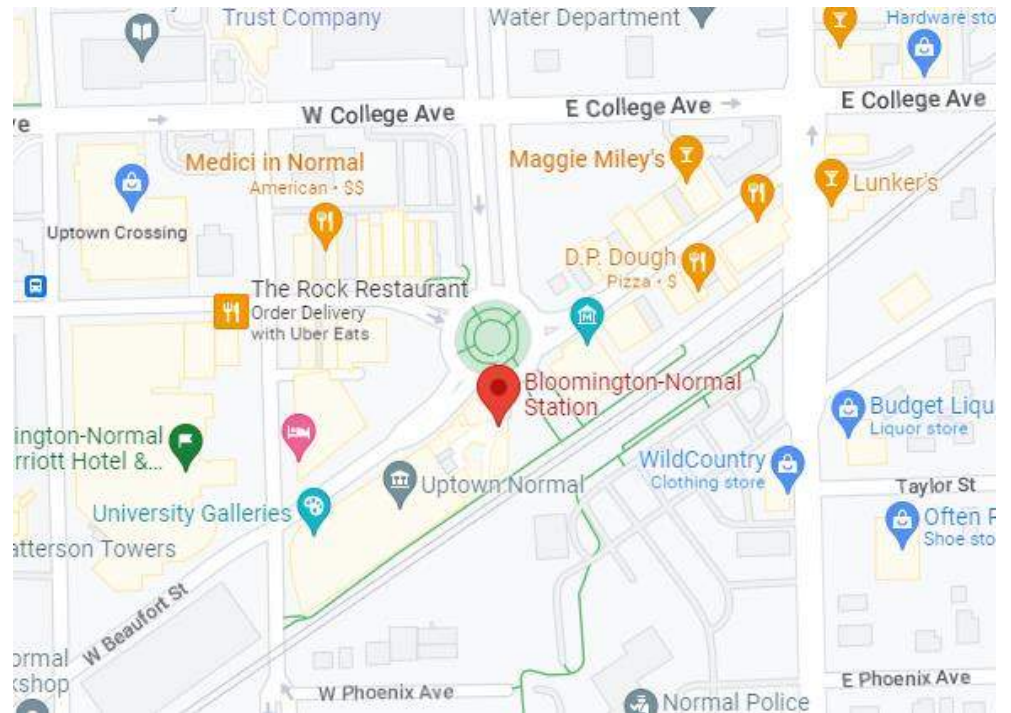 Trust Company
Water Department
Hardware sto
W College Ave
E College Ave
E College Ave
ve
Medici in Normal
American • $$
Maggie Miley's
Lunker's
Uptown Crossing
D.P. Dough
Pizza • $
The Rock Restaurant
Order Delivery
with Uber Eats
Bloomington-Normal
Station
ington-Normal
rriott Hotel &...
Budget Liqu
Liquor store
WildCountry
Clothing store
Uptown Normal
Taylor St
University Galleries
Often R
Shoe sto
atterson Towers
W Beaufort St
ormal
kshop
W Phoenix Ave
E Phoenix Ave
Normal Police